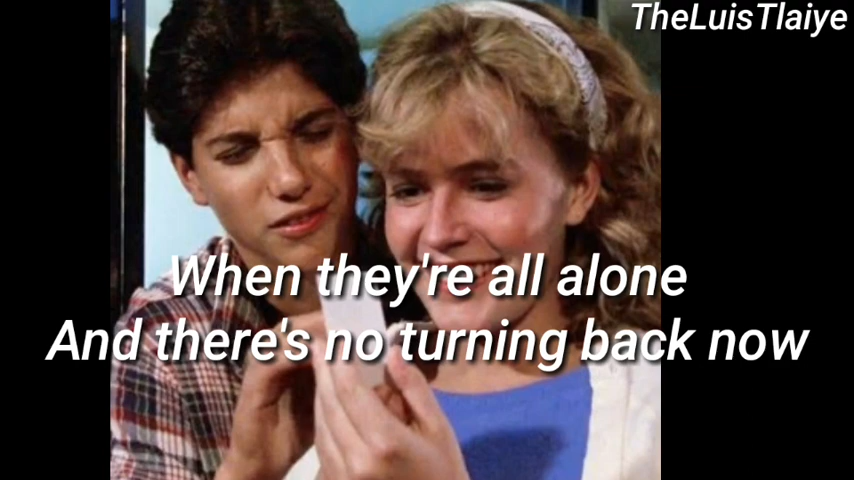 TheLuisTlaiye
When they're all alone
And there's no turning back now